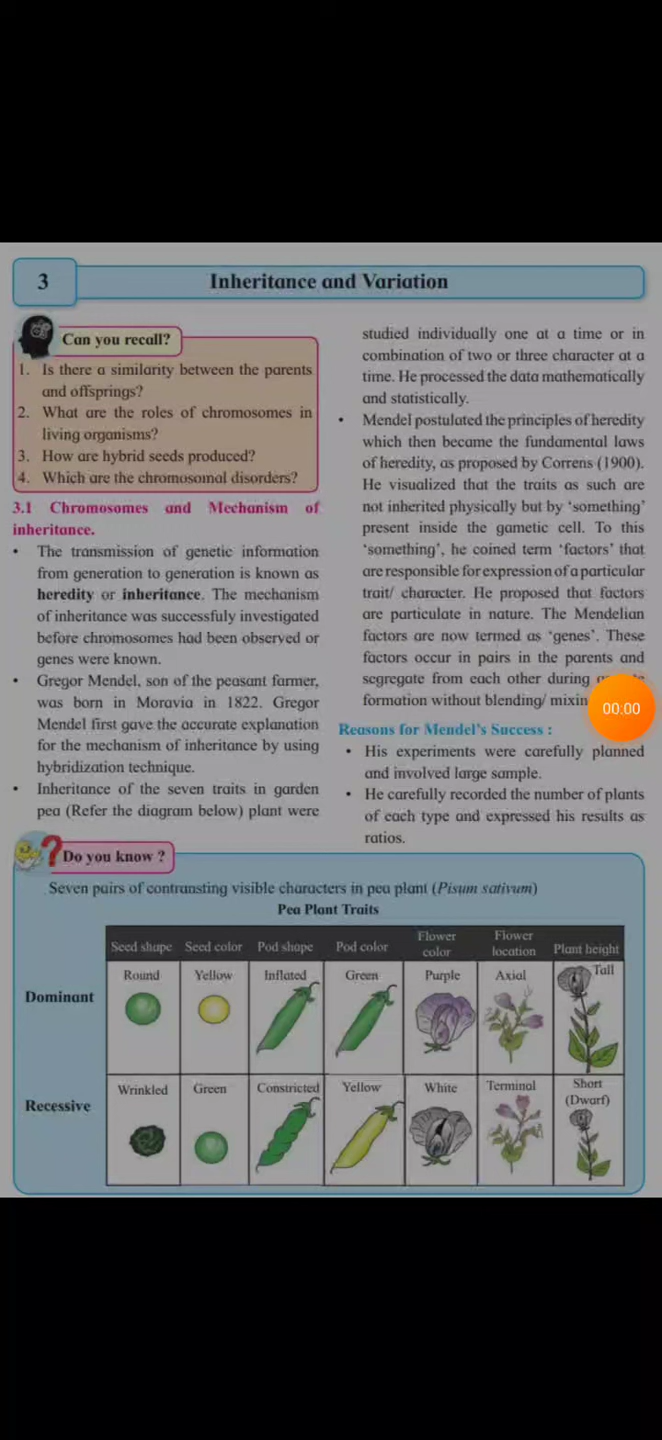 3
Inheritance and Variation
Can you recall?
1. Is there a similarity between the parents
and offsprings?
2. What are the roles of chromosomes in
living organisms?
3. How are hybrid seeds produced?
4. Which are the chromosomal disorders?
3.1 Chromosomes and Mechanism of
inheritance.
• The transmission of genetic information
from generation to generation is known as
heredity or inheritance. The mechanism
of inheritance was successfuly investigated
before chromosomes had been observed or
genes were known.
• Gregor Mendel, son of the peasant farmer,
was born in Moravia in 1822. Gregor
Mendel first gave the accurate explanation
for the mechanism of inheritance by using
hybridization technique.
• Inheritance of the seven traits in garden
pea (Refer the diagram below) plant were
studied individually one at a time or in
combination of two or three character at a
time. He processed the data mathematically
and statistically.
• Mendel postulated the principles of heredity
which then became the fundamental laws
of heredity, as proposed by Correns (1900).
He visualized that the traits as such are
not inherited physically but by ‘something’
present inside the gametic cell. To this
‘something’, he coined term ‘factors’ that
are responsible for expression of a particular
trait/ character. He proposed that factors
are particulate in nature. The Mendelian
factors are now termed as ‘genes’. These
factors occur in pairs in the parents and
segregate from each other during
formation without blending/
00:00
Reasons for Mendel’s Success :
• His experiments were carefully planned
and involved large sample.
• He carefully recorded the number of plants
of each type and expressed his results as
ratios.
Do you know ?
Seven pairs of contransting visible characters in pea plant (Pisum sativum)
Pea Plant Traits
Seed shape Seed color Pod shape Pod color Flower color Flower location Plant height
Dominant Round Yellow Inflated Green Purple Axial Tall
Recessive Wrinkled Green Constricted Yellow White Terminal Short (Dwarf)